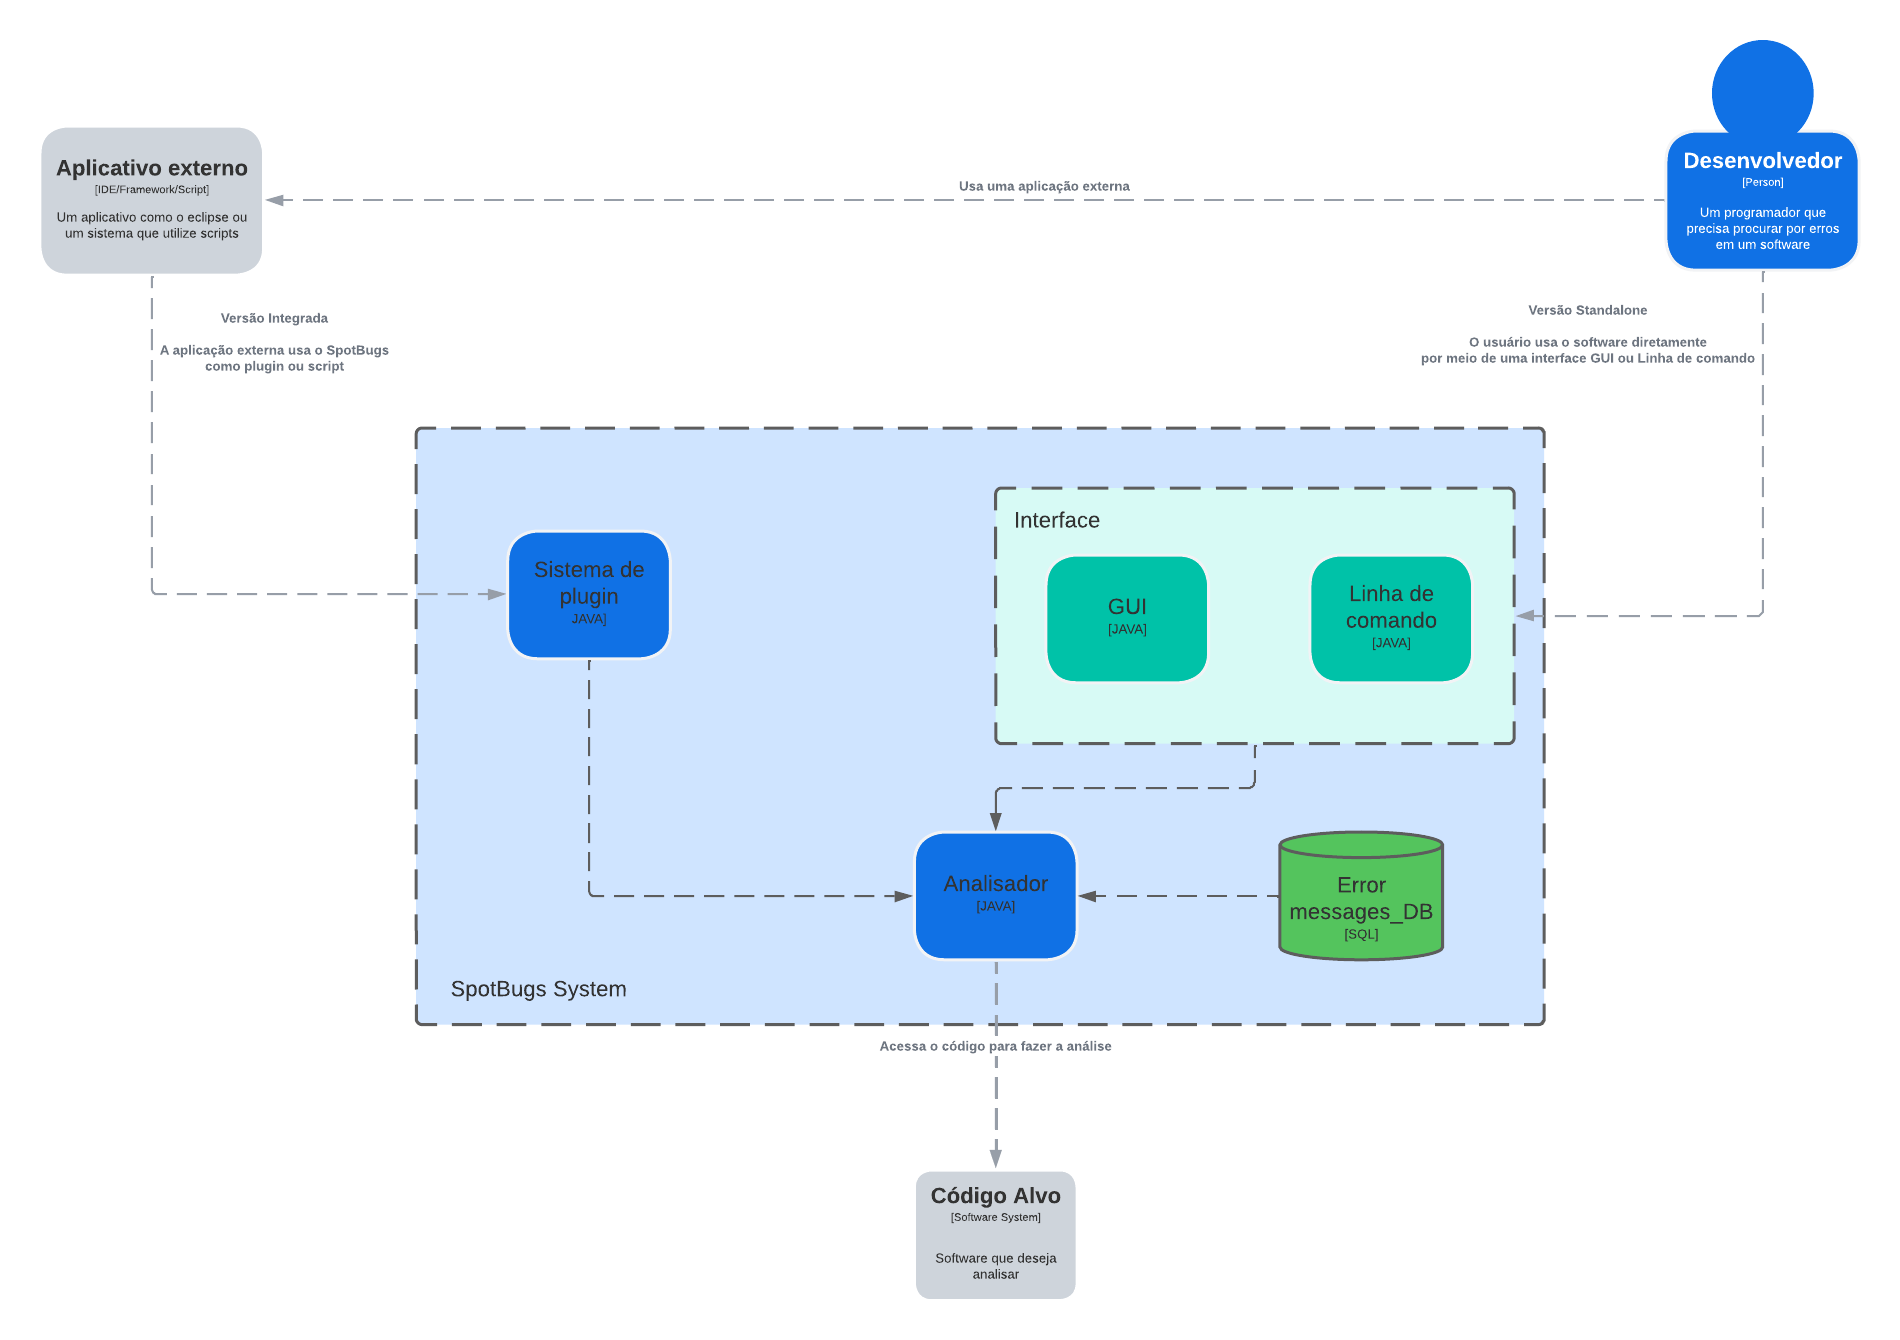 Aplicativo externo
[IDE/Framework/Script]
Um aplicativo como o eclipse ou
um sistema que utilize scripts
Usa uma aplicação externa
Desenvolvedor
[Person]
Um programador que
precisa procurar por erros
em um software
Versão Integrada
A aplicação externa usa o SpotBugs
como plugin ou script
Versão Standalone
O usuário usa o software diretamente
por meio de uma interface GUI ou Linha de comando
Interface
Sistema de
plugin
JAVA]
GUI
[JAVA]
Linha de
comando
[JAVA]
Analisador
[JAVA]
Error
messages_DB
[SQL]
SpotBugs System
Acessa o código para fazer a análise
Código Alvo
[Software System]
Software que deseja
analisar